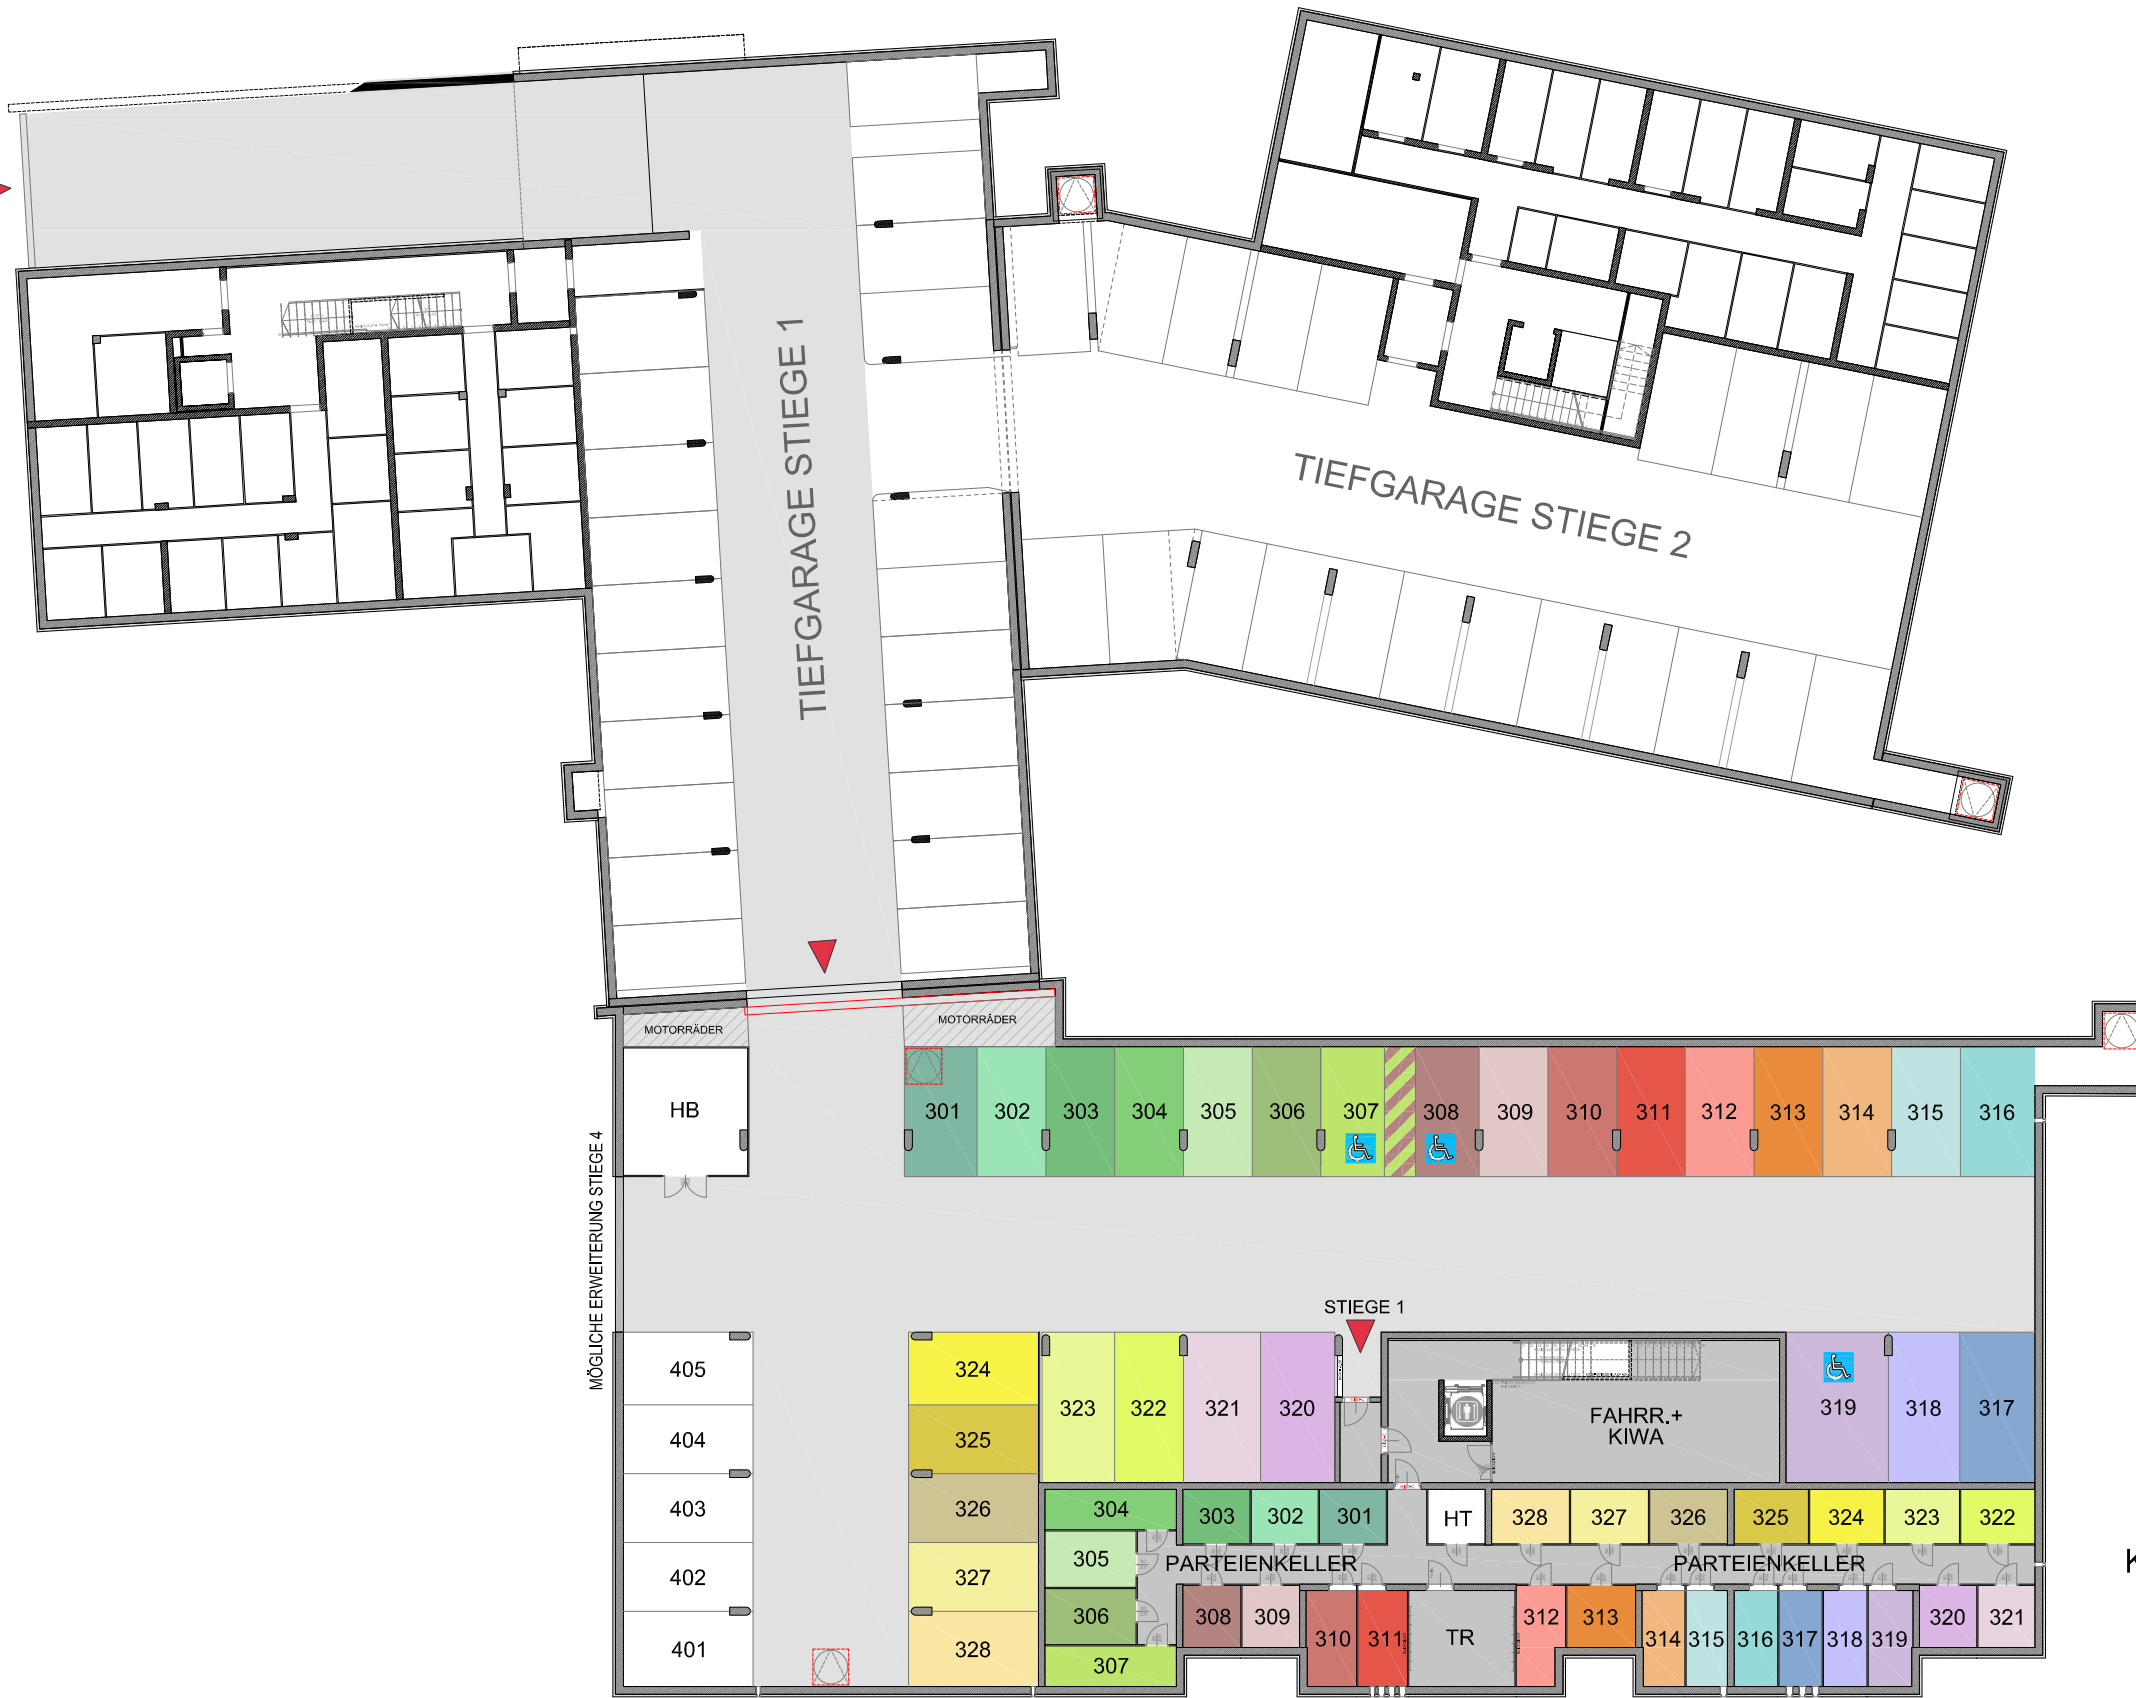 TIEFGARAGE STIEGE 1
TIEFGARAGE STIEGE 2
MOTORRÄDER
MOTORRÄDER
HB
301 302 303 304 305 306 307 308 309 310 311 312 313 314 315 316
MÖGLICHE ERWEITERUNG STIEGE 4
STIEGE 1
405
404
403
402
401
324
325
326
327
328
323 322 321 320
FAHRR.+
KIWA
319 318 317
304 303 302 301 HT 328 327 326 325 324 323 322
305
PARTEIENKELLER PARTEIENKELLER
306
307
308 309 310 311 TR 312 313 314 315 316 317 318 319 320 321
K